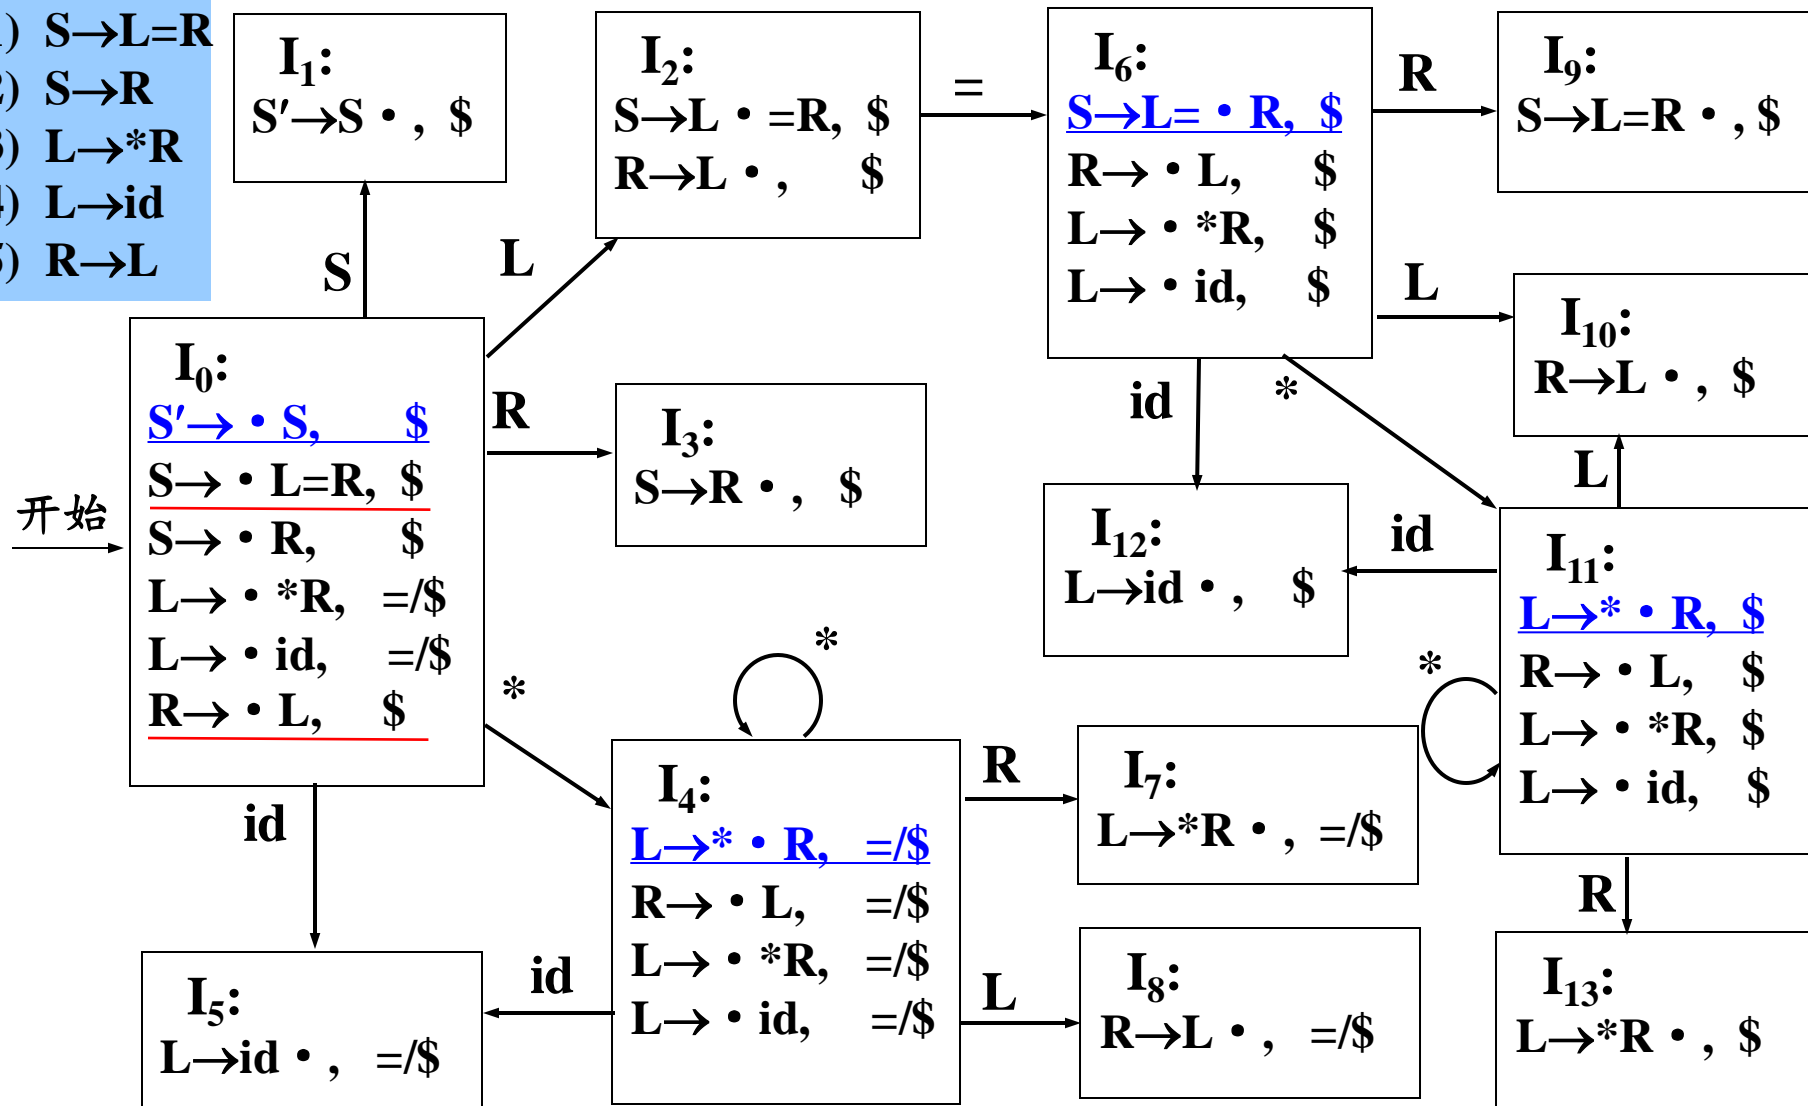 ) S→L=R
) S→R
) L→*R
) L→id
) R→L
I1:
S'→S·, $
I2:
S→L·=R, $
R→L·, $
=
I6:
S→L=·R, $
R→·L, $
L→·*R, $
L→·id, $
R
I9:
S→L=R·, $
S
L
L
I10:
R→L·, $
开始
I0:
S'→·S, $
S→·L=R, $
S→·R, $
L→·*R, =/$
L→·id, =/$
R→·L, $
R
I3:
S→R·, $
id
*
I12:
L→id·, $
id
L
I11:
L→*·R, $
R→·L, $
L→·*R, $
L→·id, $
*
*
*
id
I4:
L→*·R, =/$
R→·L, =/$
L→·*R, =/$
L→·id, =/$
R
I7:
L→*R·, =/$
R
I5:
L→id·, =/$
id
L
I8:
R→L·, =/$
I13:
L→*R·, $